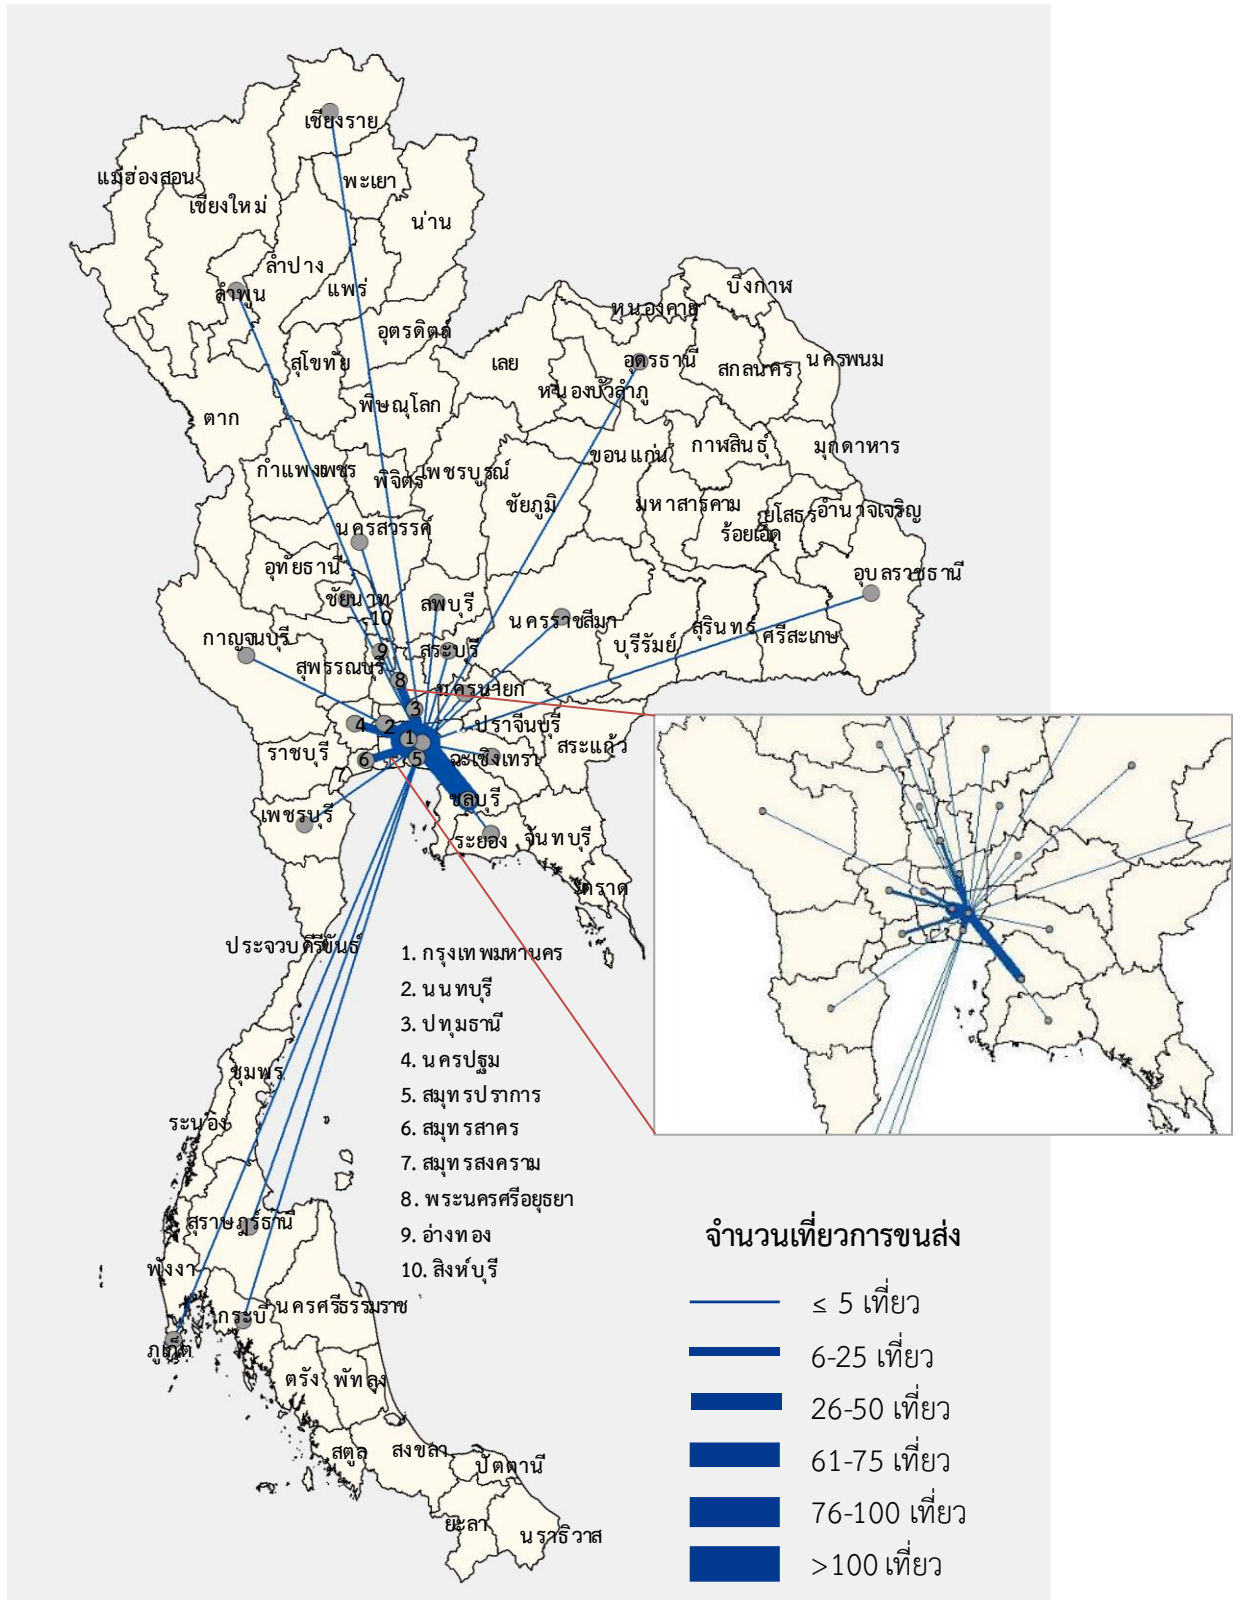 เชียงราย
แม่ฮ่องสอน
พะเยา
เชียงใหม่
น่าน
ลำปาง
ลำพูน
แพร่
บึงกาฬ
หนองคาย
อุตรดิตถ์
สุโขทัย
เลย
อุดรธานี
สกลนคร
นครพนม
หนองบัวลำภู
ตาก
พิษณุโลก
ขอนแก่น
กาฬสินธุ์
มุกดาหาร
กำแพงเพชร
พิจิตร
เพชรบูรณ์
ชัยภูมิ
มหาสารคาม
ยโสธร
อำนาจเจริญ
ร้อยเอ็ด
นครสวรรค์
อุทัยธานี
อุบลราชธานี
ชัยนาท
ลพบุรี
นครราชสีมา
10
กาญจนบุรี
สุรินทร์
ศรีสะเกษ
บุรีรัมย์
9
สระบุรี
สุพรรณบุรี
8
นครนายก
3
4
2
ปราจีนบุรี
สระแก้ว
1
ราชบุรี
5
ฉะเชิงเทรา
6
7
ชลบุรี
เพชรบุรี
ระยอง
จันทบุรี
ตราด
ประจวบคีรีขันธ์
1. กรุงเทพมหานคร
2. นนทบุรี
3. ปทุมธานี
4. นครปฐม
5. สมุทรปราการ
6. สมุทรสาคร
7. สมุทรสงคราม
8. พระนครศรีอยุธยา
9. อ่างทอง
10. สิงห์บุรี
ชุมพร
ระนอง
สุราษฎร์ธานี
พังงา
กระบี่
นครศรีธรรมราช
ภูเก็ต
ตรัง
พัทลุง
สตูล
สงขลา
ปัตตานี
ยะลา
นราธิวาส
จำนวนเที่ยวการขนส่ง
≤ 5 เที่ยว
6-25 เที่ยว
26-50 เที่ยว
61-75 เที่ยว
76-100 เที่ยว
>100 เที่ยว